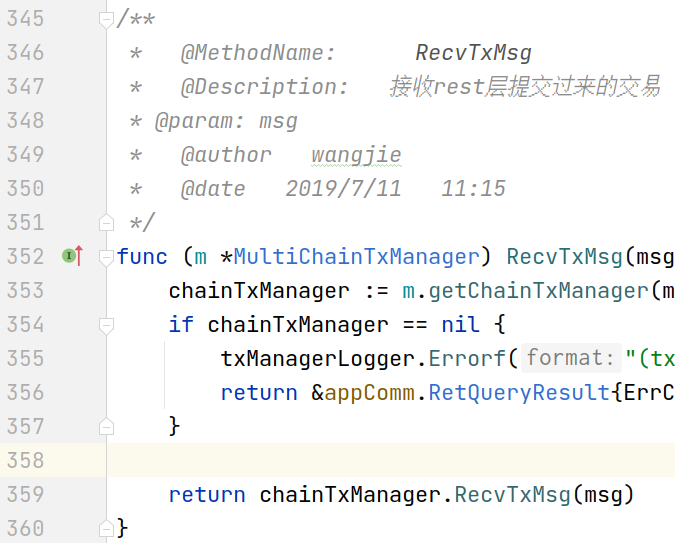 345 /**
346 * @MethodName: RecvTxMsg
347 * @Description: 接收rest层提交过来的交易
348 * @param: msg
349 * @author wangjie
350 * @date 2019/7/11 11:15
351 */
352 func (m *MultiChainTxManager) RecvTxMsg(msg
353 chainTxManager := m.getChainTxManager(m
354 if chainTxManager == nil {
355 txManagerLogger.Errorf( format: "(tx
356 return &appComm.RetQueryResult{ErrC
357 }
358
359 return chainTxManager.RecvTxMsg(msg)
360 }